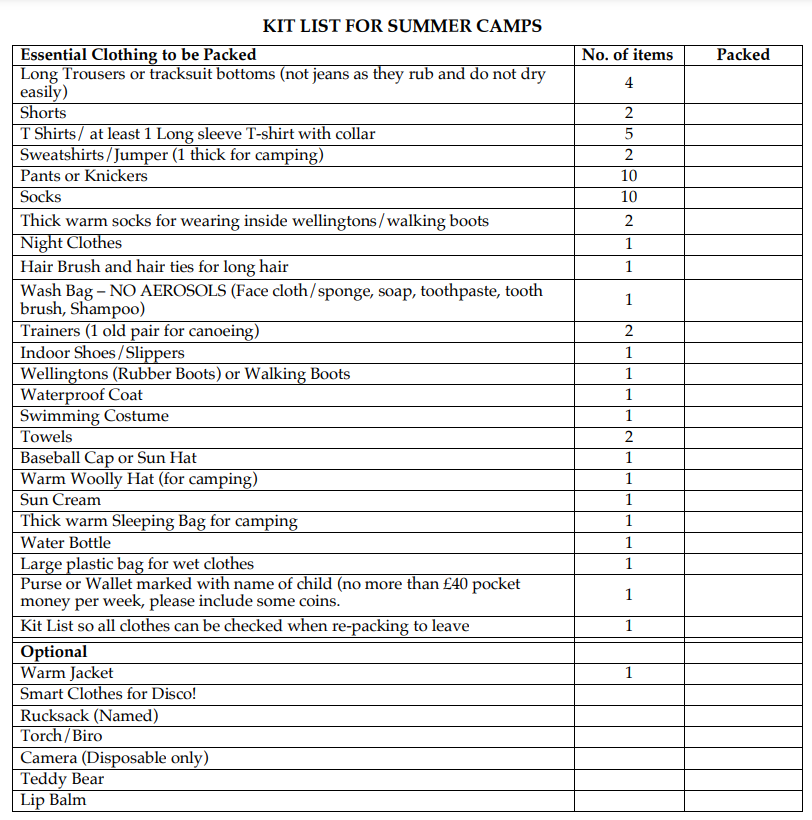 KIT LIST FOR SUMMER CAMPS
Essential Clothing to be Packed No. of items Packed
Long Trousers or tracksuit bottoms (not jeans as they rub and do not dry
easily) 4
Shorts 2
T Shirts/ at least 1 Long sleeve T-shirt with collar 5
Sweatshirts/Jumper (1 thick for camping) 2
Pants or Knickers 10
Socks 10
Thick warm socks for wearing inside wellingtons/walking boots 2
Night Clothes 1
Hair Brush and hair ties for long hair 1
Wash Bag – NO AEROSOLS (Face cloth/sponge, soap, toothpaste, tooth
brush, Shampoo) 1
Trainers (1 old pair for canoeing) 2
Indoor Shoes/Slippers 1
Wellingtons (Rubber Boots) or Walking Boots 1
Waterproof Coat 1
Swimming Costume 1
Towels 2
Baseball Cap or Sun Hat 1
Warm Woolly Hat (for camping) 1
Sun Cream 1
Thick warm Sleeping Bag for camping 1
Water Bottle 1
Large plastic bag for wet clothes 1
Purse or Wallet marked with name of child (no more than £40 pocket
money per week, please include some coins. 1
Kit List so all clothes can be checked when re-packing to leave 1
Optional
Warm Jacket 1
Smart Clothes for Disco!
Rucksack (Named)
Torch/Biro
Camera (Disposable only)
Teddy Bear
Lip Balm